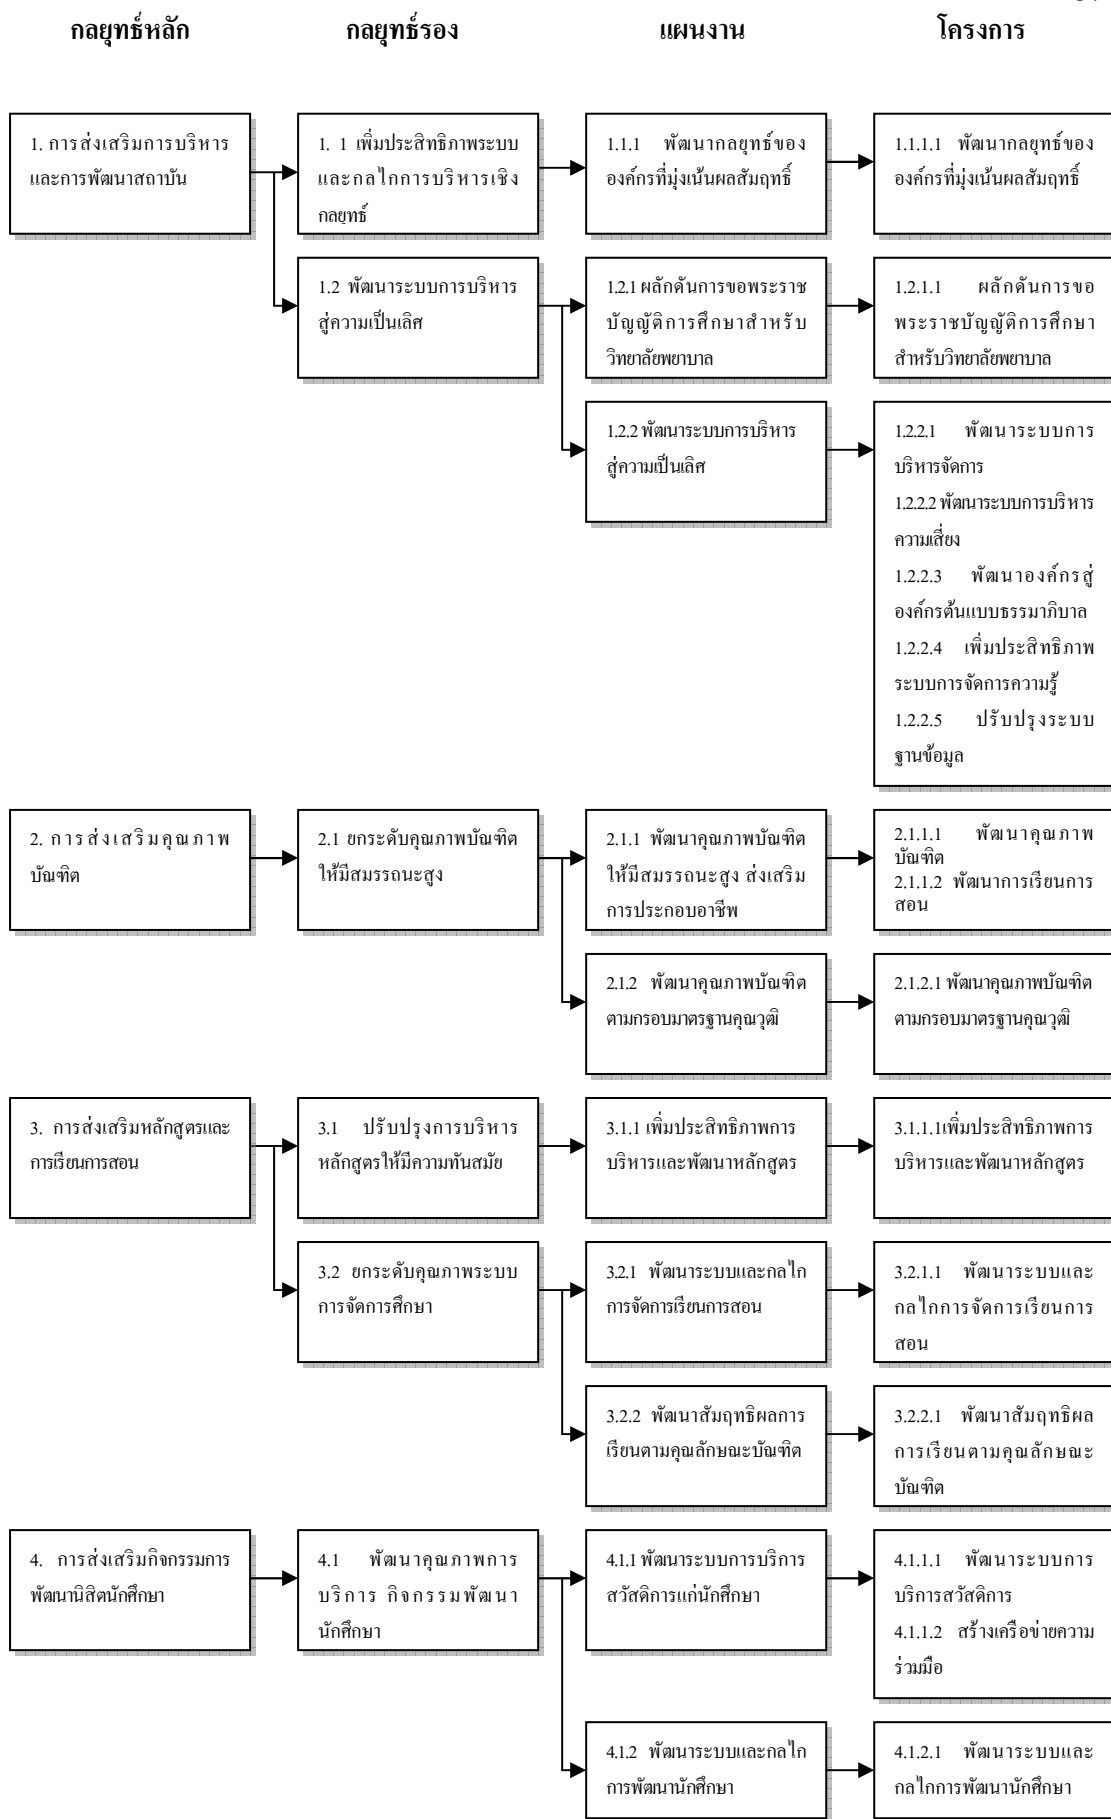 กลยุทธ์หลัก กลยุทธ์รอง แผนงาน โครงการ
1. การส่งเสริมการบริหาร
และการพัฒนาสถาบัน
1. 1 เพิ่มประสิทธิภาพระบบ
และกลไกการบริหารเชิง
กลยุทธ์
1.1.1 พัฒนากลยุทธ์ของ
องค์กรที่มุ่งเน้นผลสัมฤทธิ์
1.1.1.1 พัฒนากลยุทธ์ของ
องค์กรที่มุ่งเน้นผลสัมฤทธิ์
1.2 พัฒนาระบบการบริหาร
สู่ความเป็นเลิศ
1.2.1 ผลักดันการขอพระราช
บัญญัติการศึกษาสำหรับ
วิทยาลัยพยาบาล
1.2.1.1 ผลักดันการขอ
พระราชบัญญัติการศึกษา
สำหรับวิทยาลัยพยาบาล
1.2.2 พัฒนาระบบการบริหาร
สู่ความเป็นเลิศ
1.2.2.1 พัฒนาระบบการ
บริหารจัดการ
1.2.2.2 พัฒนาระบบการบริหาร
ความเสี่ยง
1.2.2.3 พัฒนาองค์กรสู่
องค์กรต้นแบบธรรมาภิบาล
1.2.2.4 เพิ่มประสิทธิภาพ
ระบบการจัดการความรู้
1.2.2.5 ปรับปรุงระบบ
ฐานข้อมูล
2. การส่งเสริมคุณภาพ
บัณฑิต
2.1 ยกระดับคุณภาพบัณฑิต
ให้มีสมรรถนะสูง
2.1.1 พัฒนาคุณภาพบัณฑิต
ให้มีสมรรถนะสูง ส่งเสริม
การประกอบอาชีพ
2.1.1.1 พัฒนาคุณภาพ
บัณฑิต
2.1.1.2 พัฒนาการเรียนการ
สอน
2.1.2 พัฒนาคุณภาพบัณฑิต
ตามกรอบมาตรฐานคุณวุฒิ
2.1.2.1 พัฒนาคุณภาพบัณฑิต
ตามกรอบมาตรฐานคุณวุฒิ
3. การส่งเสริมหลักสูตรและ
การเรียนการสอน
3.1 ปรับปรุงการบริหาร
หลักสูตรให้มีความทันสมัย
3.1.1 เพิ่มประสิทธิภาพการ
บริหารและพัฒนาหลักสูตร
3.1.1.1เพิ่มประสิทธิภาพการ
บริหารและพัฒนาหลักสูตร
3.2 ยกระดับคุณภาพระบบ
การจัดการศึกษา
3.2.1 พัฒนาระบบและกลไก
การจัดการเรียนการสอน
3.2.1.1 พัฒนาระบบและ
กลไกการจัดการเรียนการ
สอน
3.2.2 พัฒนาสัมฤทธิผลการ
เรียนตามคุณลักษณะบัณฑิต
3.2.2.1 พัฒนาสัมฤทธิผล
การเรียนตามคุณลักษณะ
บัณฑิต
4. การส่งเสริมกิจกรรมการ
พัฒนานิสิตนักศึกษา
4.1 พัฒนาคุณภาพการ
บริการ กิจกรรมพัฒนา
นักศึกษา
4.1.1 พัฒนาระบบการบริการ
สวัสดิการแก่นักศึกษา
4.1.1.1 พัฒนาระบบการ
บริการสวัสดิการ
4.1.1.2 สร้างเครือข่ายความ
ร่วมมือ
4.1.2 พัฒนาระบบและกลไก
การพัฒนานักศึกษา
4.1.2.1 พัฒนาระบบและ
กลไกการพัฒนานักศึกษา